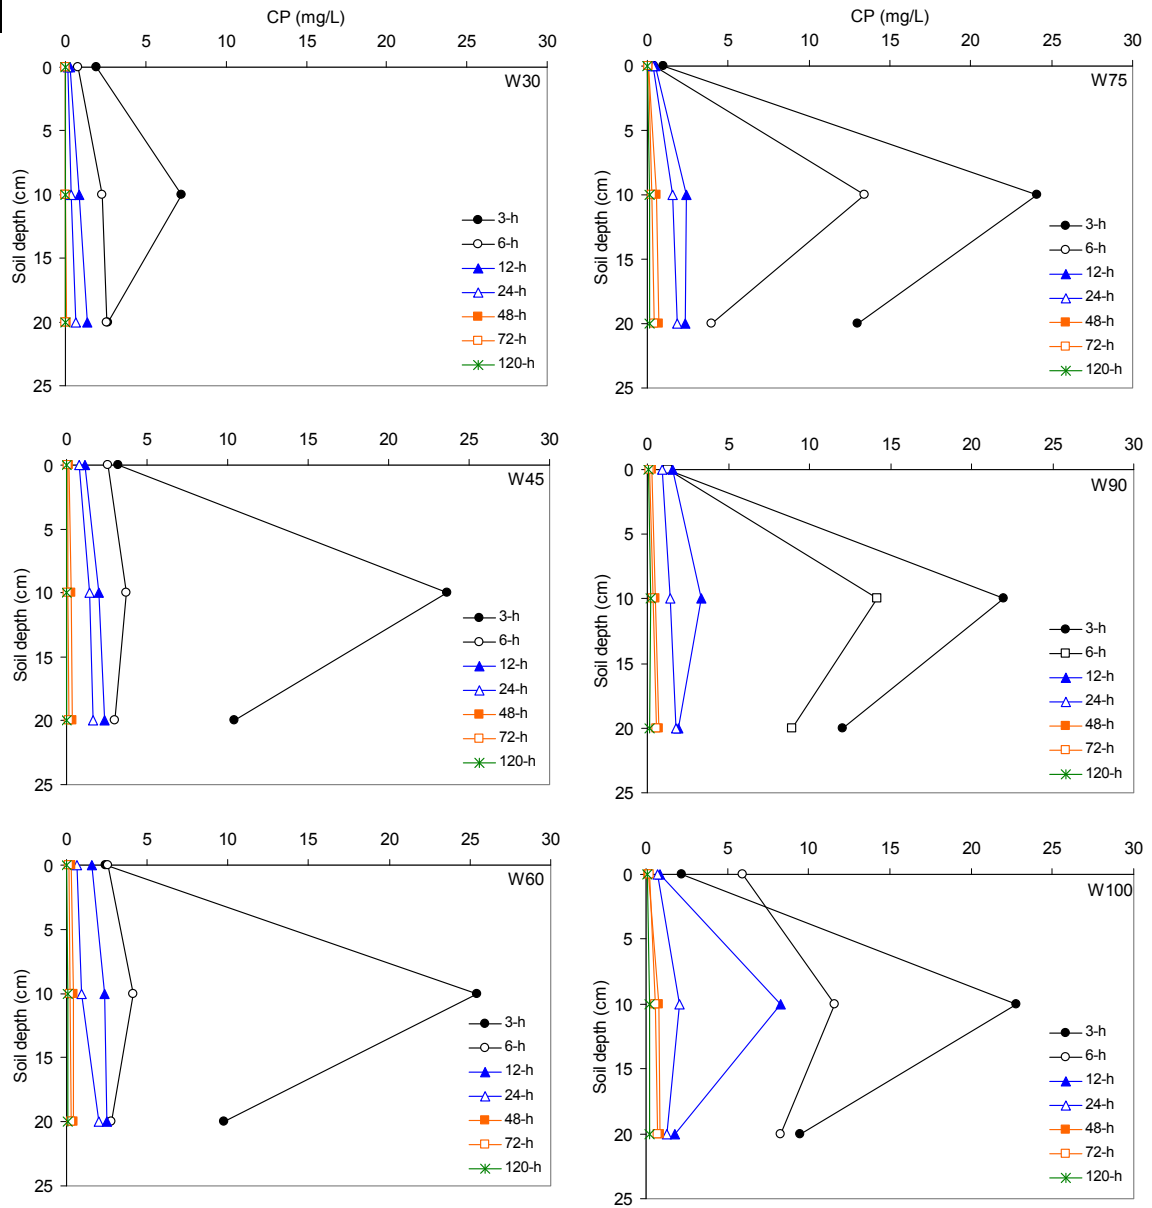 CP (mg/L)
0 5 10 15 20 25 30
0
5
10
15
20
25
Soil depth (cm)
W30
3-h
6-h
12-h
24-h
48-h
72-h
120-h
CP (mg/L)
0 5 10 15 20 25 30
0
5
10
15
20
25
Soil depth (cm)
W75
3-h
6-h
12-h
24-h
48-h
72-h
120-h
0 5 10 15 20 25 30
0
5
10
15
20
25
Soil depth (cm)
W45
3-h
6-h
12-h
24-h
48-h
72-h
120-h
0 5 10 15 20 25 30
0
5
10
15
20
25
Soil depth (cm)
W90
3-h
6-h
12-h
24-h
48-h
72-h
120-h
0 5 10 15 20 25 30
0
5
10
15
20
25
Soil depth (cm)
W60
3-h
6-h
12-h
24-h
48-h
72-h
120-h
0 5 10 15 20 25 30
0
5
10
15
20
25
Soil depth (cm)
W100
3-h
6-h
12-h
24-h
48-h
72-h
120-h